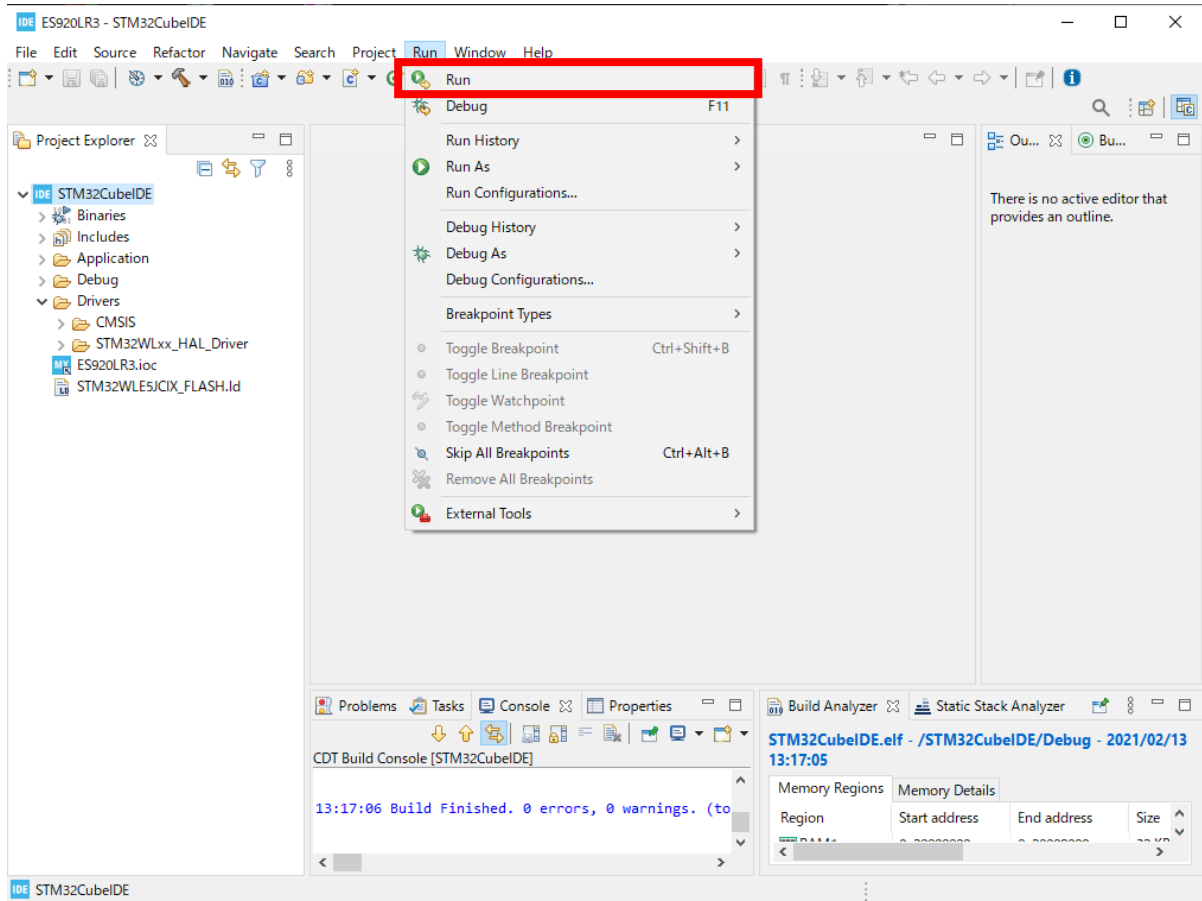 IDE ES920LR3 - STM32CubeIDE
File Edit Source Refactor Navigate Search Project Run Window Help
Run
Debug F11
Run History
Run As
Run Configurations...
Debug History
Debug As
Debug Configurations...
Breakpoint Types
Toggle Breakpoint Ctrl+Shift+B
Toggle Line Breakpoint
Toggle Watchpoint
Toggle Method Breakpoint
Skip All Breakpoints Ctrl+Alt+B
Remove All Breakpoints
External Tools
Project Explorer
IDE STM32CubeIDE
Binaries
Includes
Application
Debug
Drivers
CMSIS
STM32WLxx_HAL_Driver
MX ES920LR3.ioc
STM32WLE5JCIX_FLASH.ld
Ou... Bu...
There is no active editor that
provides an outline.
Problems Tasks Console Properties
CDT Build Console [STM32CubeIDE]
13:17:06 Build Finished. 0 errors, 0 warnings. (to
Build Analyzer Static Stack Analyzer
STM32CubeIDE.elf - /STM32CubeIDE/Debug - 2021/02/13
13:17:05
Memory Regions Memory Details
Region Start address End address Size
IDE STM32CubeIDE